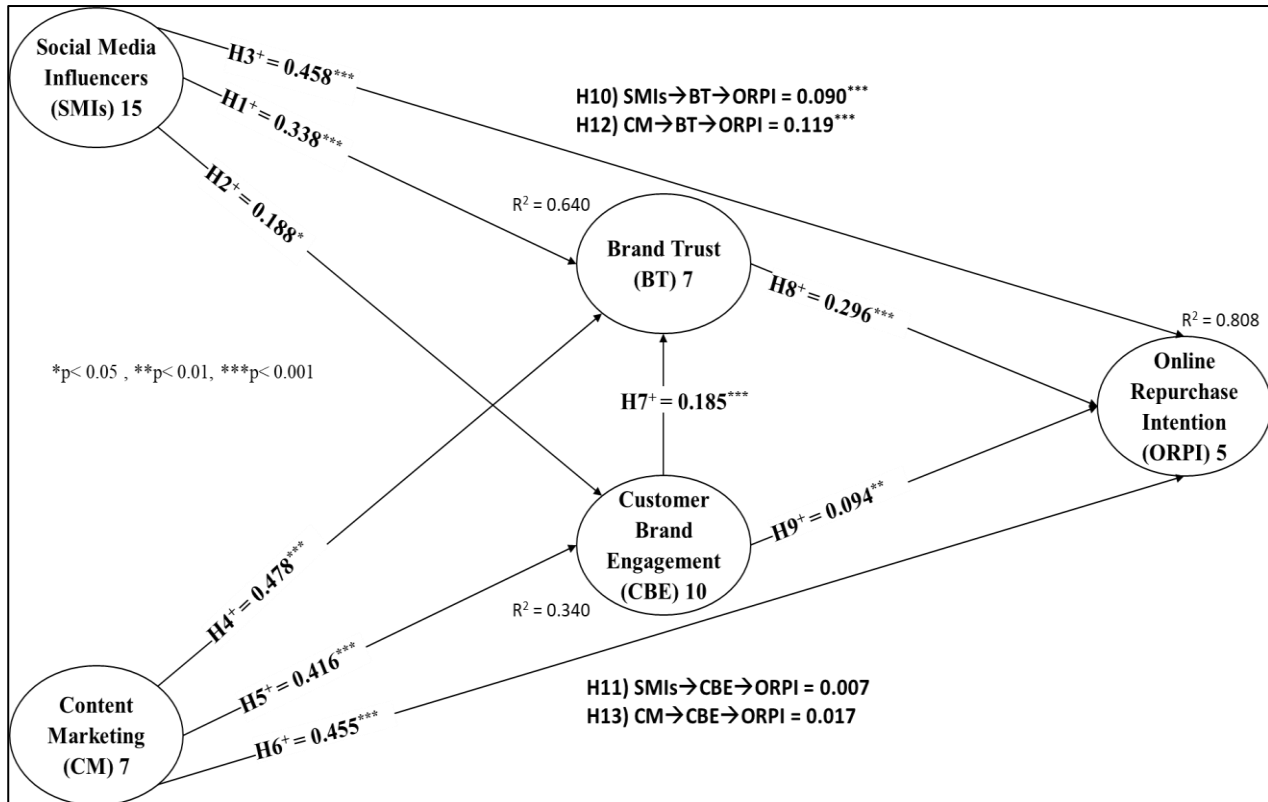 Social Media
Influencers
(SMIs) 15
H3⁺ = 0.458***
H1⁺ = 0.338***
H2⁺ = 0.188*
H10) SMIs→BT→ORPI = 0.090***
H12) CM→BT→ORPI = 0.119***
R² = 0.640
Brand Trust
(BT) 7
H8⁺ = 0.296***
R² = 0.808
Online
Repurchase
Intention
(ORPI) 5
*p< 0.05 , **p< 0.01, ***p< 0.001
H7⁺ = 0.185***
Customer
Brand
Engagement
(CBE) 10
H9⁺ = 0.094**
R² = 0.340
H4⁺ = 0.478***
H5⁺ = 0.416***
H6⁺ = 0.455***
Content
Marketing
(CM) 7
H11) SMIs→CBE→ORPI = 0.007
H13) CM→CBE→ORPI = 0.017